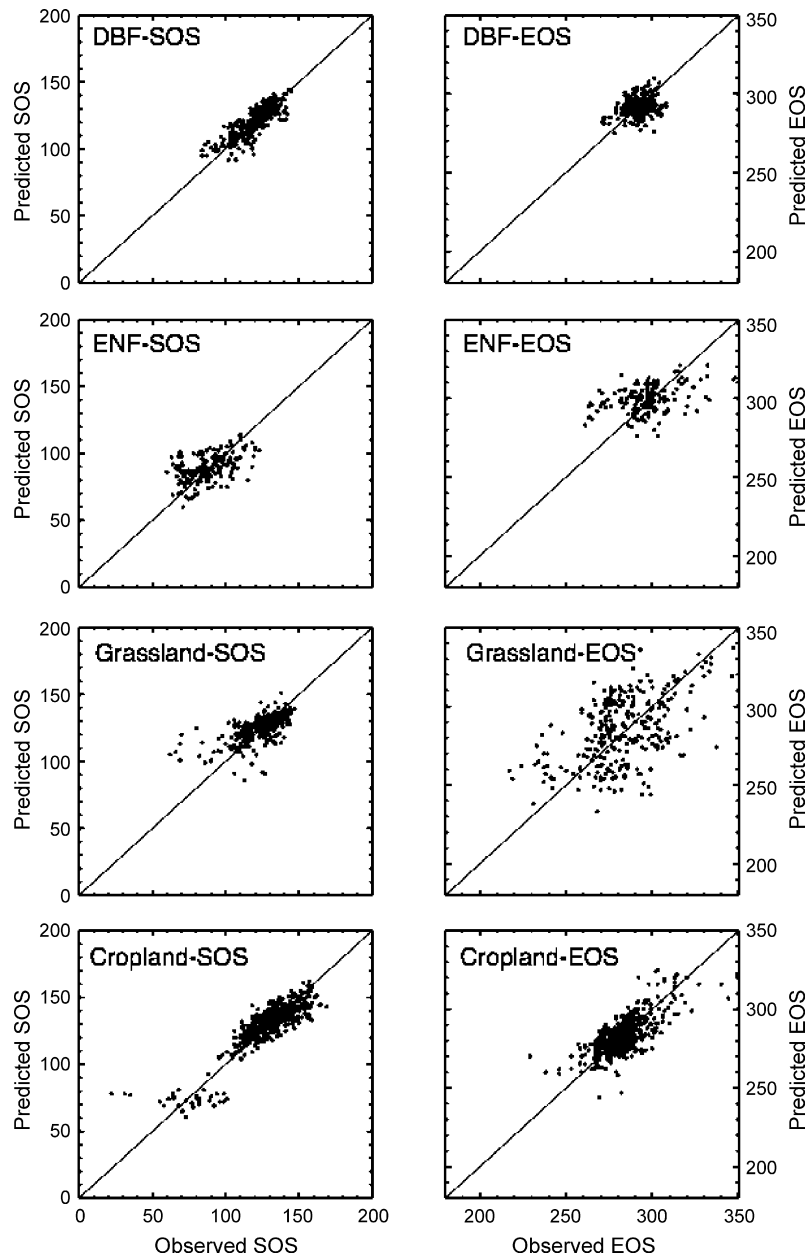 DBF-SOS
DBF-EOS
Predicted SOS
200
150
100
50
0
350
300
250
200
Predicted EOS
ENF-SOS
ENF-EOS
Predicted SOS
200
150
100
50
0
350
300
250
200
Predicted EOS
Grassland-SOS
Grassland-EOS
Predicted SOS
200
150
100
50
0
350
300
250
200
Predicted EOS
Cropland-SOS
Cropland-EOS
Predicted SOS
200
150
100
50
0
350
300
250
200
Predicted EOS
0 50 100 150 200
200 250 300 350
Observed SOS
Observed EOS